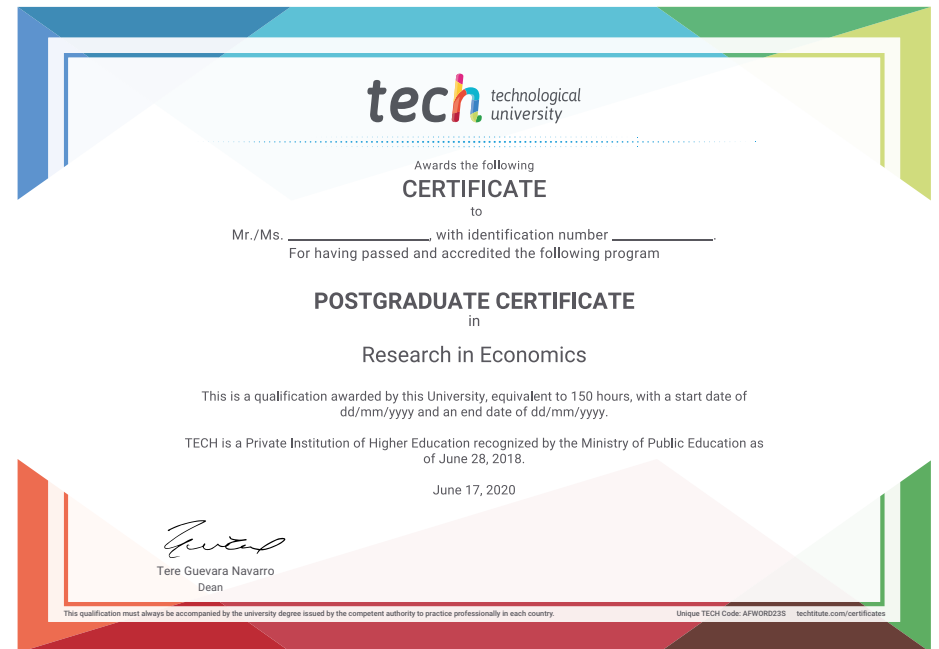 tech technological
university
Awards the following
CERTIFICATE
to
Mr./Ms. ____________________, with identification number ______________.
For having passed and accredited the following program
POSTGRADUATE CERTIFICATE
in
Research in Economics
This is a qualification awarded by this University, equivalent to 150 hours, with a start date of
dd/mm/yyyy and an end date of dd/mm/yyyy.
TECH is a Private Institution of Higher Education recognized by the Ministry of Public Education as
of June 28, 2018.
June 17, 2020
Tere Guevara Navarro
Dean
This qualification must always be accompanied by the university degree issued by the competent authority to practice professionally in each country. Unique TECH Code: AFWORD23S techtitute.com/certificates